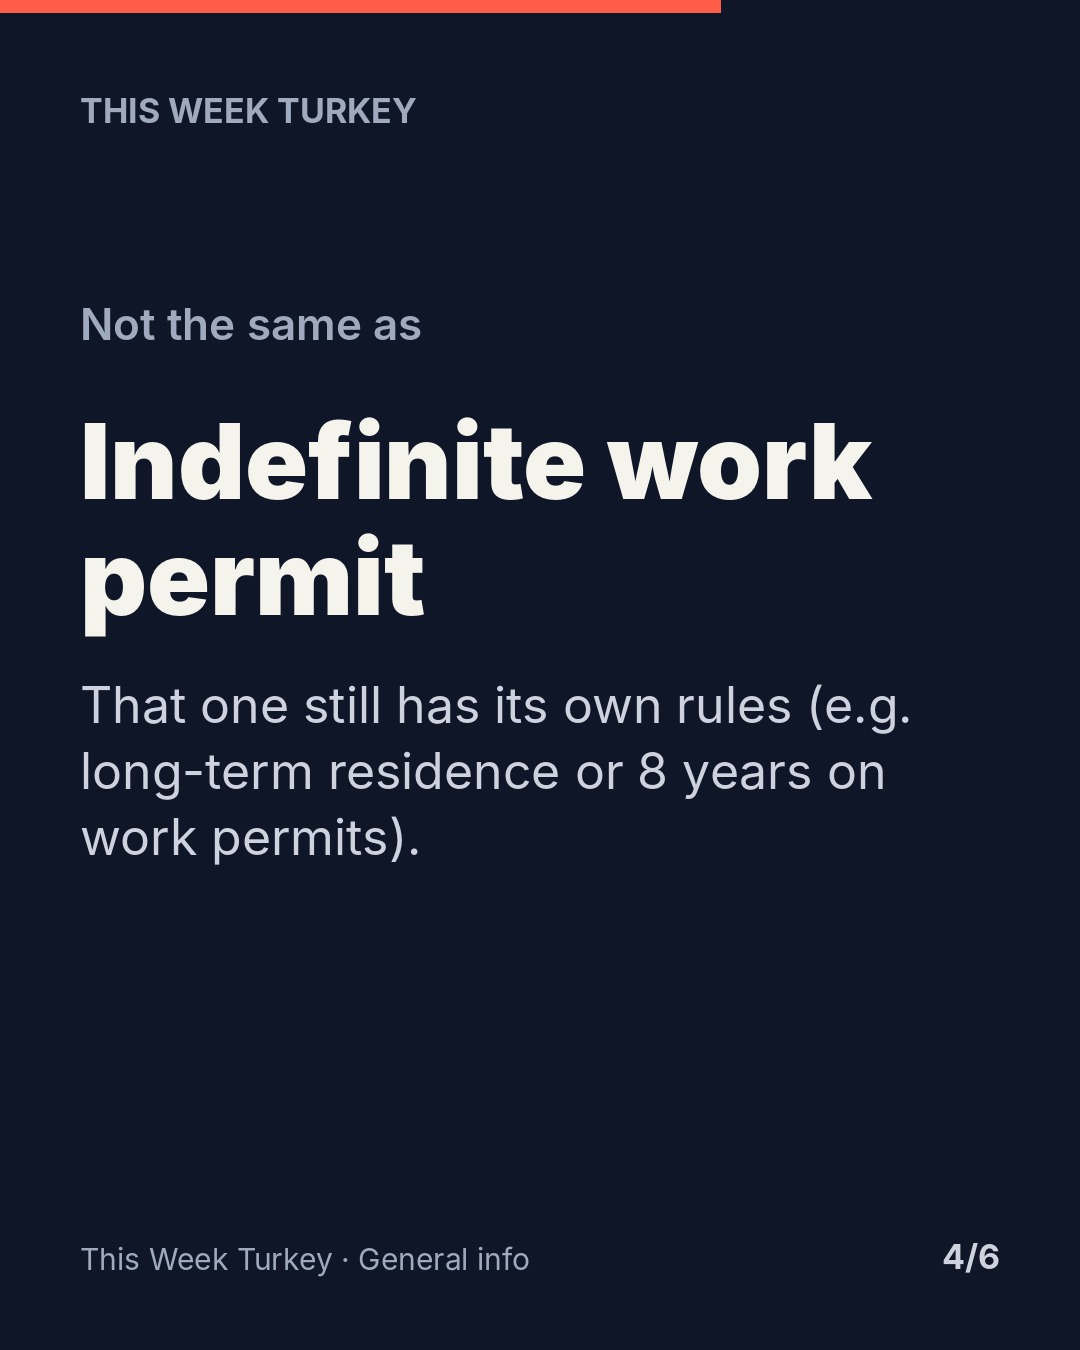 THIS WEEK TURKEY
Not the same as
Indefinite work
permit
That one still has its own rules (e.g.
long-term residence or 8 years on
work permits).
This Week Turkey · General info
4/6